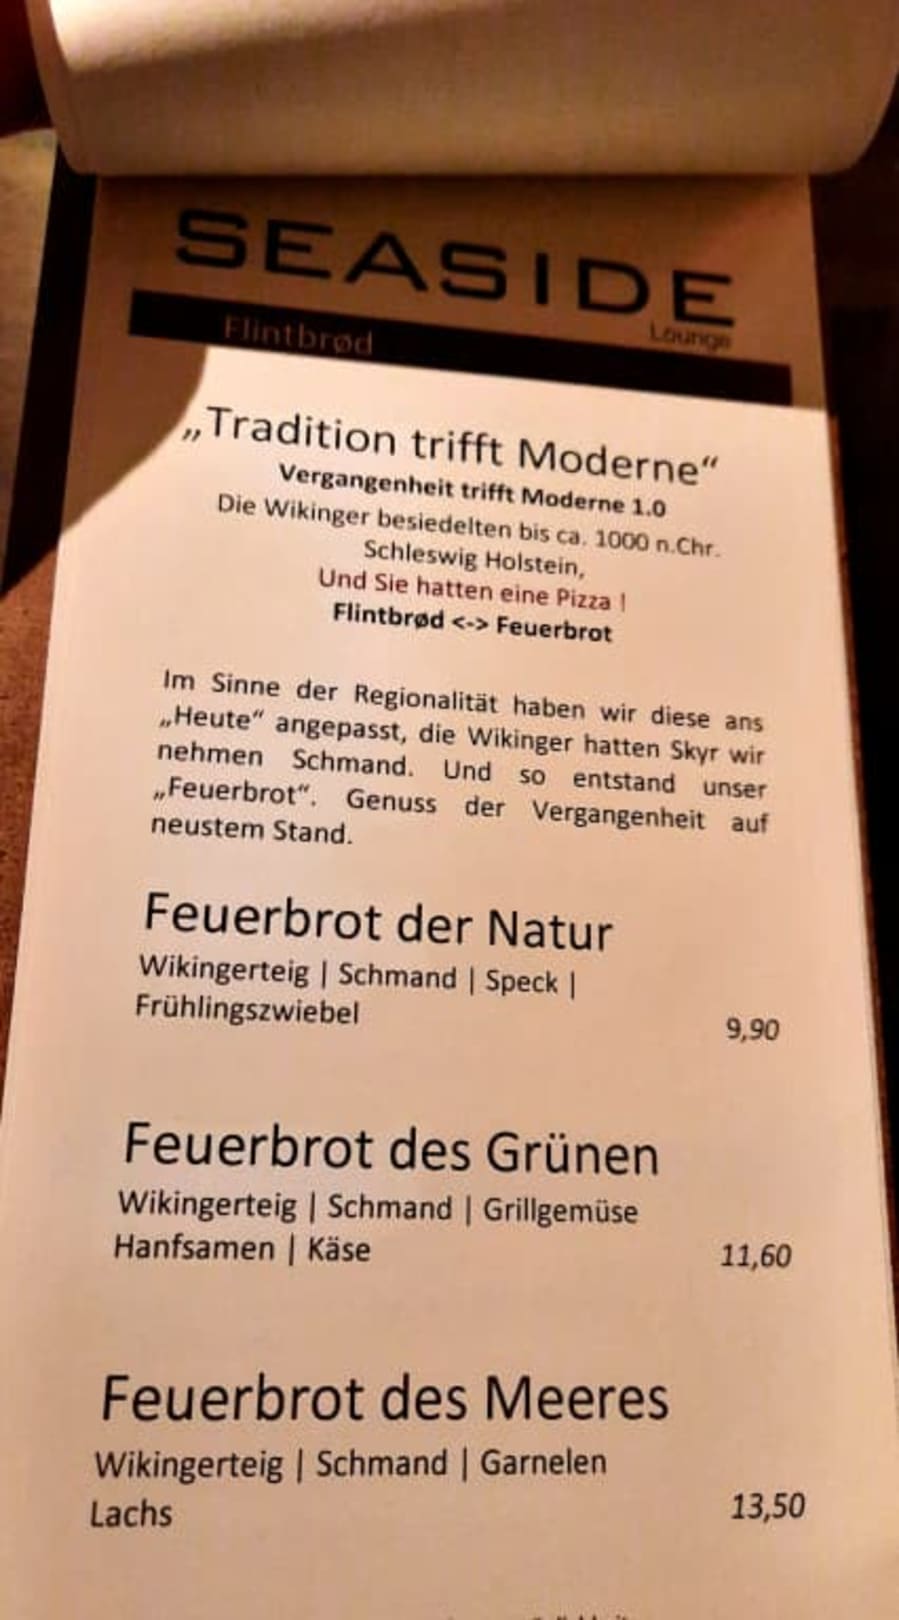 SEASIDE
Lounge
Flintbrød
„Tradition trifft Moderne“
Vergangenheit trifft Moderne 1.0
Die Wikinger besiedelten bis ca. 1000 n.Chr.
Schleswig Holstein,
Und Sie hatten eine Pizza !
Flintbrød <-> Feuerbrot
Im Sinne der Regionalität haben wir diese ans
„Heute“ angepasst, die Wikinger hatten Skyr wir
nehmen Schmand. Und so entstand unser
„Feuerbrot“. Genuss der Vergangenheit auf
neustem Stand.
Feuerbrot der Natur
Wikingerteig | Schmand | Speck |
Frühlingszwiebel
9,90
Feuerbrot des Grünen
Wikingerteig | Schmand | Grillgemüse
Hanfsamen | Käse
11,60
Feuerbrot des Meeres
Wikingerteig | Schmand | Garnelen
Lachs
13,50